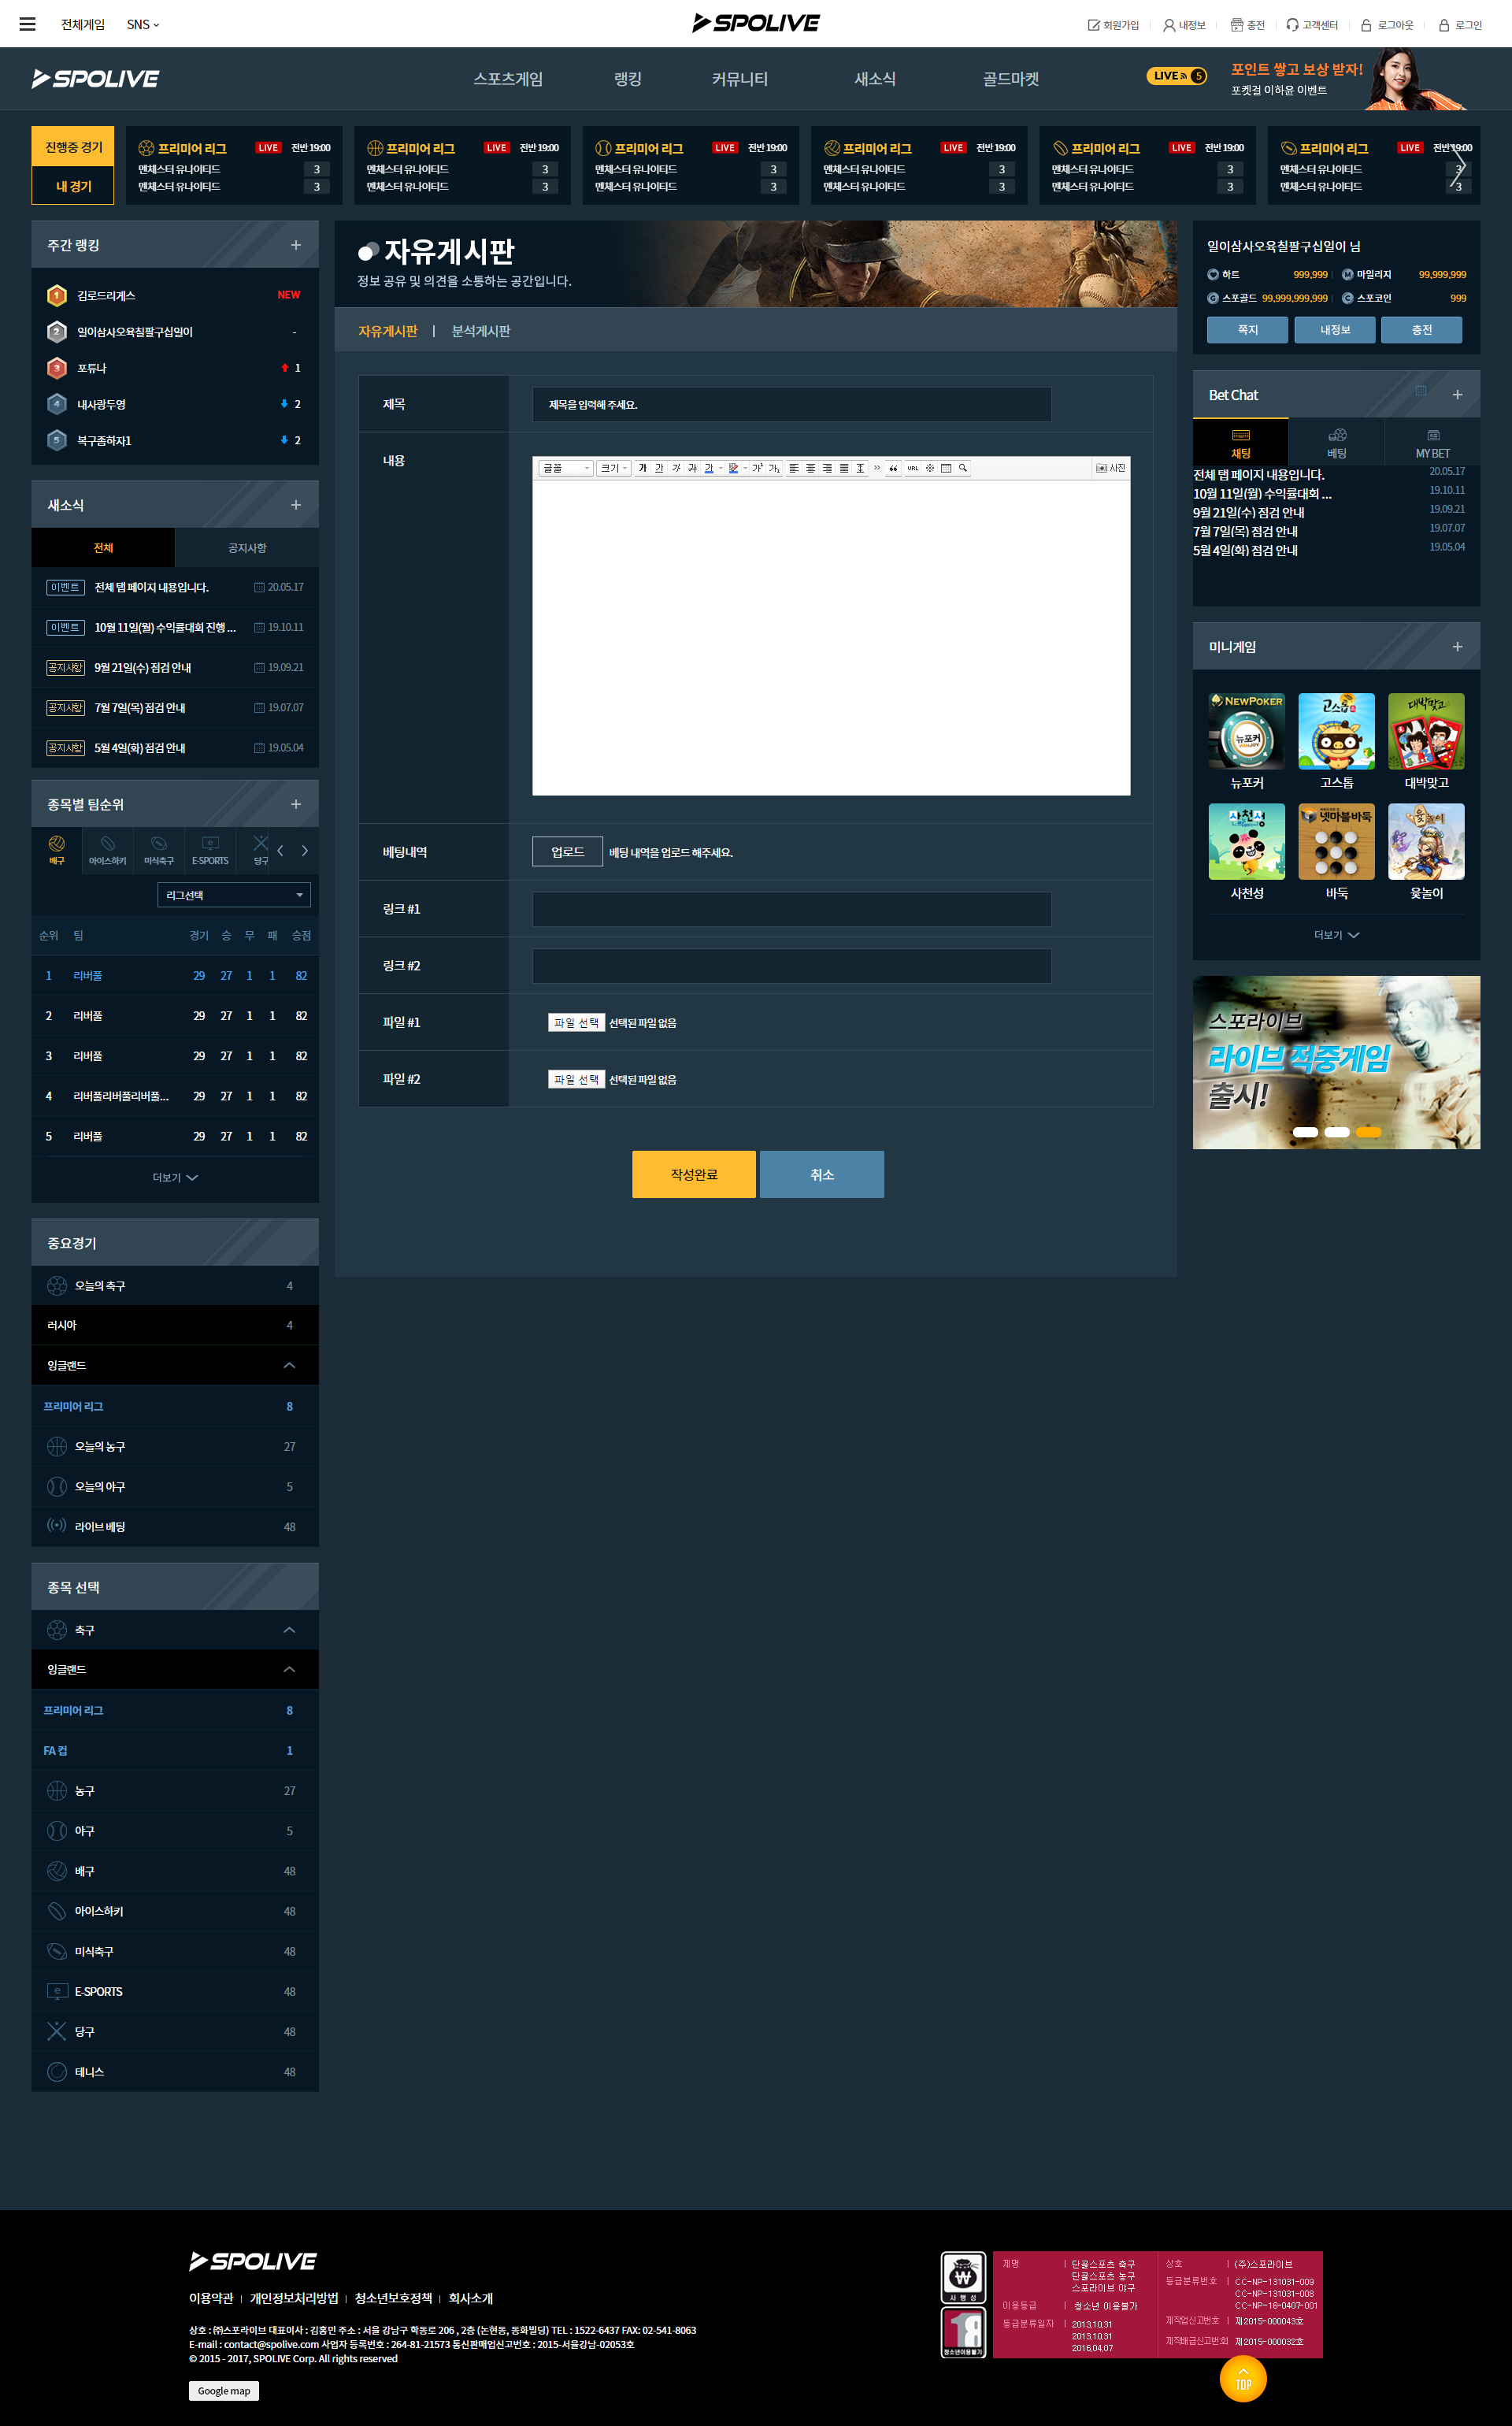 전체게임 SNS
SPOLIVE
회원가입 내정보 충전 고객센터 로그아웃 로그인
SPOLIVE
스포츠게임 랭킹 커뮤니티 새소식 골드마켓
LIVE 5
포인트 쌓고 보상 받자!
포켓걸 이하윤 이벤트
진행중 경기
내 경기
프리미어 리그 LIVE 전반 19:00
멘체스터 유나이티드 3
멘체스터 유나이티드 3
프리미어 리그 LIVE 전반 19:00
멘체스터 유나이티드 3
멘체스터 유나이티드 3
프리미어 리그 LIVE 전반 19:00
멘체스터 유나이티드 3
멘체스터 유나이티드 3
프리미어 리그 LIVE 전반 19:00
멘체스터 유나이티드 3
멘체스터 유나이티드 3
프리미어 리그 LIVE 전반 19:00
멘체스터 유나이티드 3
멘체스터 유나이티드 3
프리미어 리그 LIVE 전반 19:00
멘체스터 유나이티드 3
멘체스터 유나이티드 3
주간 랭킹
1 김로드리게스 NEW
2 일이삼사오육칠팔구십일이 -
3 포튜나 1
4 내사랑두영 2
5 복구좀하자1 2
새소식
전체 공지사항
이벤트 전체 탭 페이지 내용입니다. 20.05.17
이벤트 10월 11일(월) 수익률대회 진행 ... 19.10.11
공지사항 9월 21일(수) 점검 안내 19.09.21
공지사항 7월 7일(목) 점검 안내 19.07.07
공지사항 5월 4일(화) 점검 안내 19.05.04
종목별 팀순위
배구 아이스하키 미식축구 E-SPORTS 당구
리그선택
순위 팀 경기 승 무 패 승점
1 리버풀 29 27 1 1 82
2 리버풀 29 27 1 1 82
3 리버풀 29 27 1 1 82
4 리버풀리버풀리버풀... 29 27 1 1 82
5 리버풀 29 27 1 1 82
더보기
중요경기
오늘의 축구 4
러시아 4
잉글랜드
프리미어 리그 8
오늘의 농구 27
오늘의 야구 5
라이브 베팅 48
종목 선택
축구
잉글랜드
프리미어 리그 8
FA 컵 1
농구 27
야구 5
배구 48
아이스하키 48
미식축구 48
E-SPORTS 48
당구 48
테니스 48
자유게시판
정보 공유 및 의견을 소통하는 공간입니다.
자유게시판 | 분석게시판
제목 제목을 입력해 주세요.
내용
글꼴 크기 가 가 가 가 가 가 가 URL 사진
베팅내역 업로드 베팅 내역을 업로드 해주세요.
링크 #1
링크 #2
파일 #1 파일 선택 선택된 파일 없음
파일 #2 파일 선택 선택된 파일 없음
작성완료 취소
일이삼사오육칠팔구십일이 님
하트 999,999 M 마일리지 99,999,999
G 스포골드 99,999,999,999 C 스포코인 999
쪽지 내정보 충전
Bet Chat
채팅 베팅 MY BET
전체 탭 페이지 내용입니다. 20.05.17
10월 11일(월) 수익률대회 ... 19.10.11
9월 21일(수) 점검 안내 19.09.21
7월 7일(목) 점검 안내 19.07.07
5월 4일(화) 점검 안내 19.05.04
미니게임
NEWPOKER 뉴포커 고스톱 대박맞고
뉴포커 고스톱 대박맞고
사천성 넷마블바둑 윷놀이
사천성 바둑 윷놀이
더보기
스포라이브
라이브 적중게임
출시!
SPOLIVE
이용약관 | 개인정보처리방법 | 청소년보호정책 | 회사소개
상호 : ㈜스포라이브 대표이사 : 김홍민 주소 : 서울 강남구 학동로 206 , 2층 (논현동, 동화빌딩) TEL : 1522-6437 FAX: 02-541-8063
E-mail : contact@spolive.com 사업자 등록번호 : 264-81-21573 통신판매업신고번호 : 2015-서울강남-02053호
© 2015 - 2017, SPOLIVE Corp. All rights reserved
Google map
사행성
18
청소년이용불가
제명 | 단골스포츠 축구
단골스포츠 농구
스포라이브 야구
이용등급 | 청소년 이용불가
등급분류일자 | 2013.10.31
2013.10.31
2016.04.07
상호 | (주)스포라이브
등급분류번호 | CC-NP-131031-009
CC-NP-131031-008
CC-NP-16-0407-001
제작업신고번호 | 제2015-000043호
제작배급신고번호 | 제2015-000032호
TOP